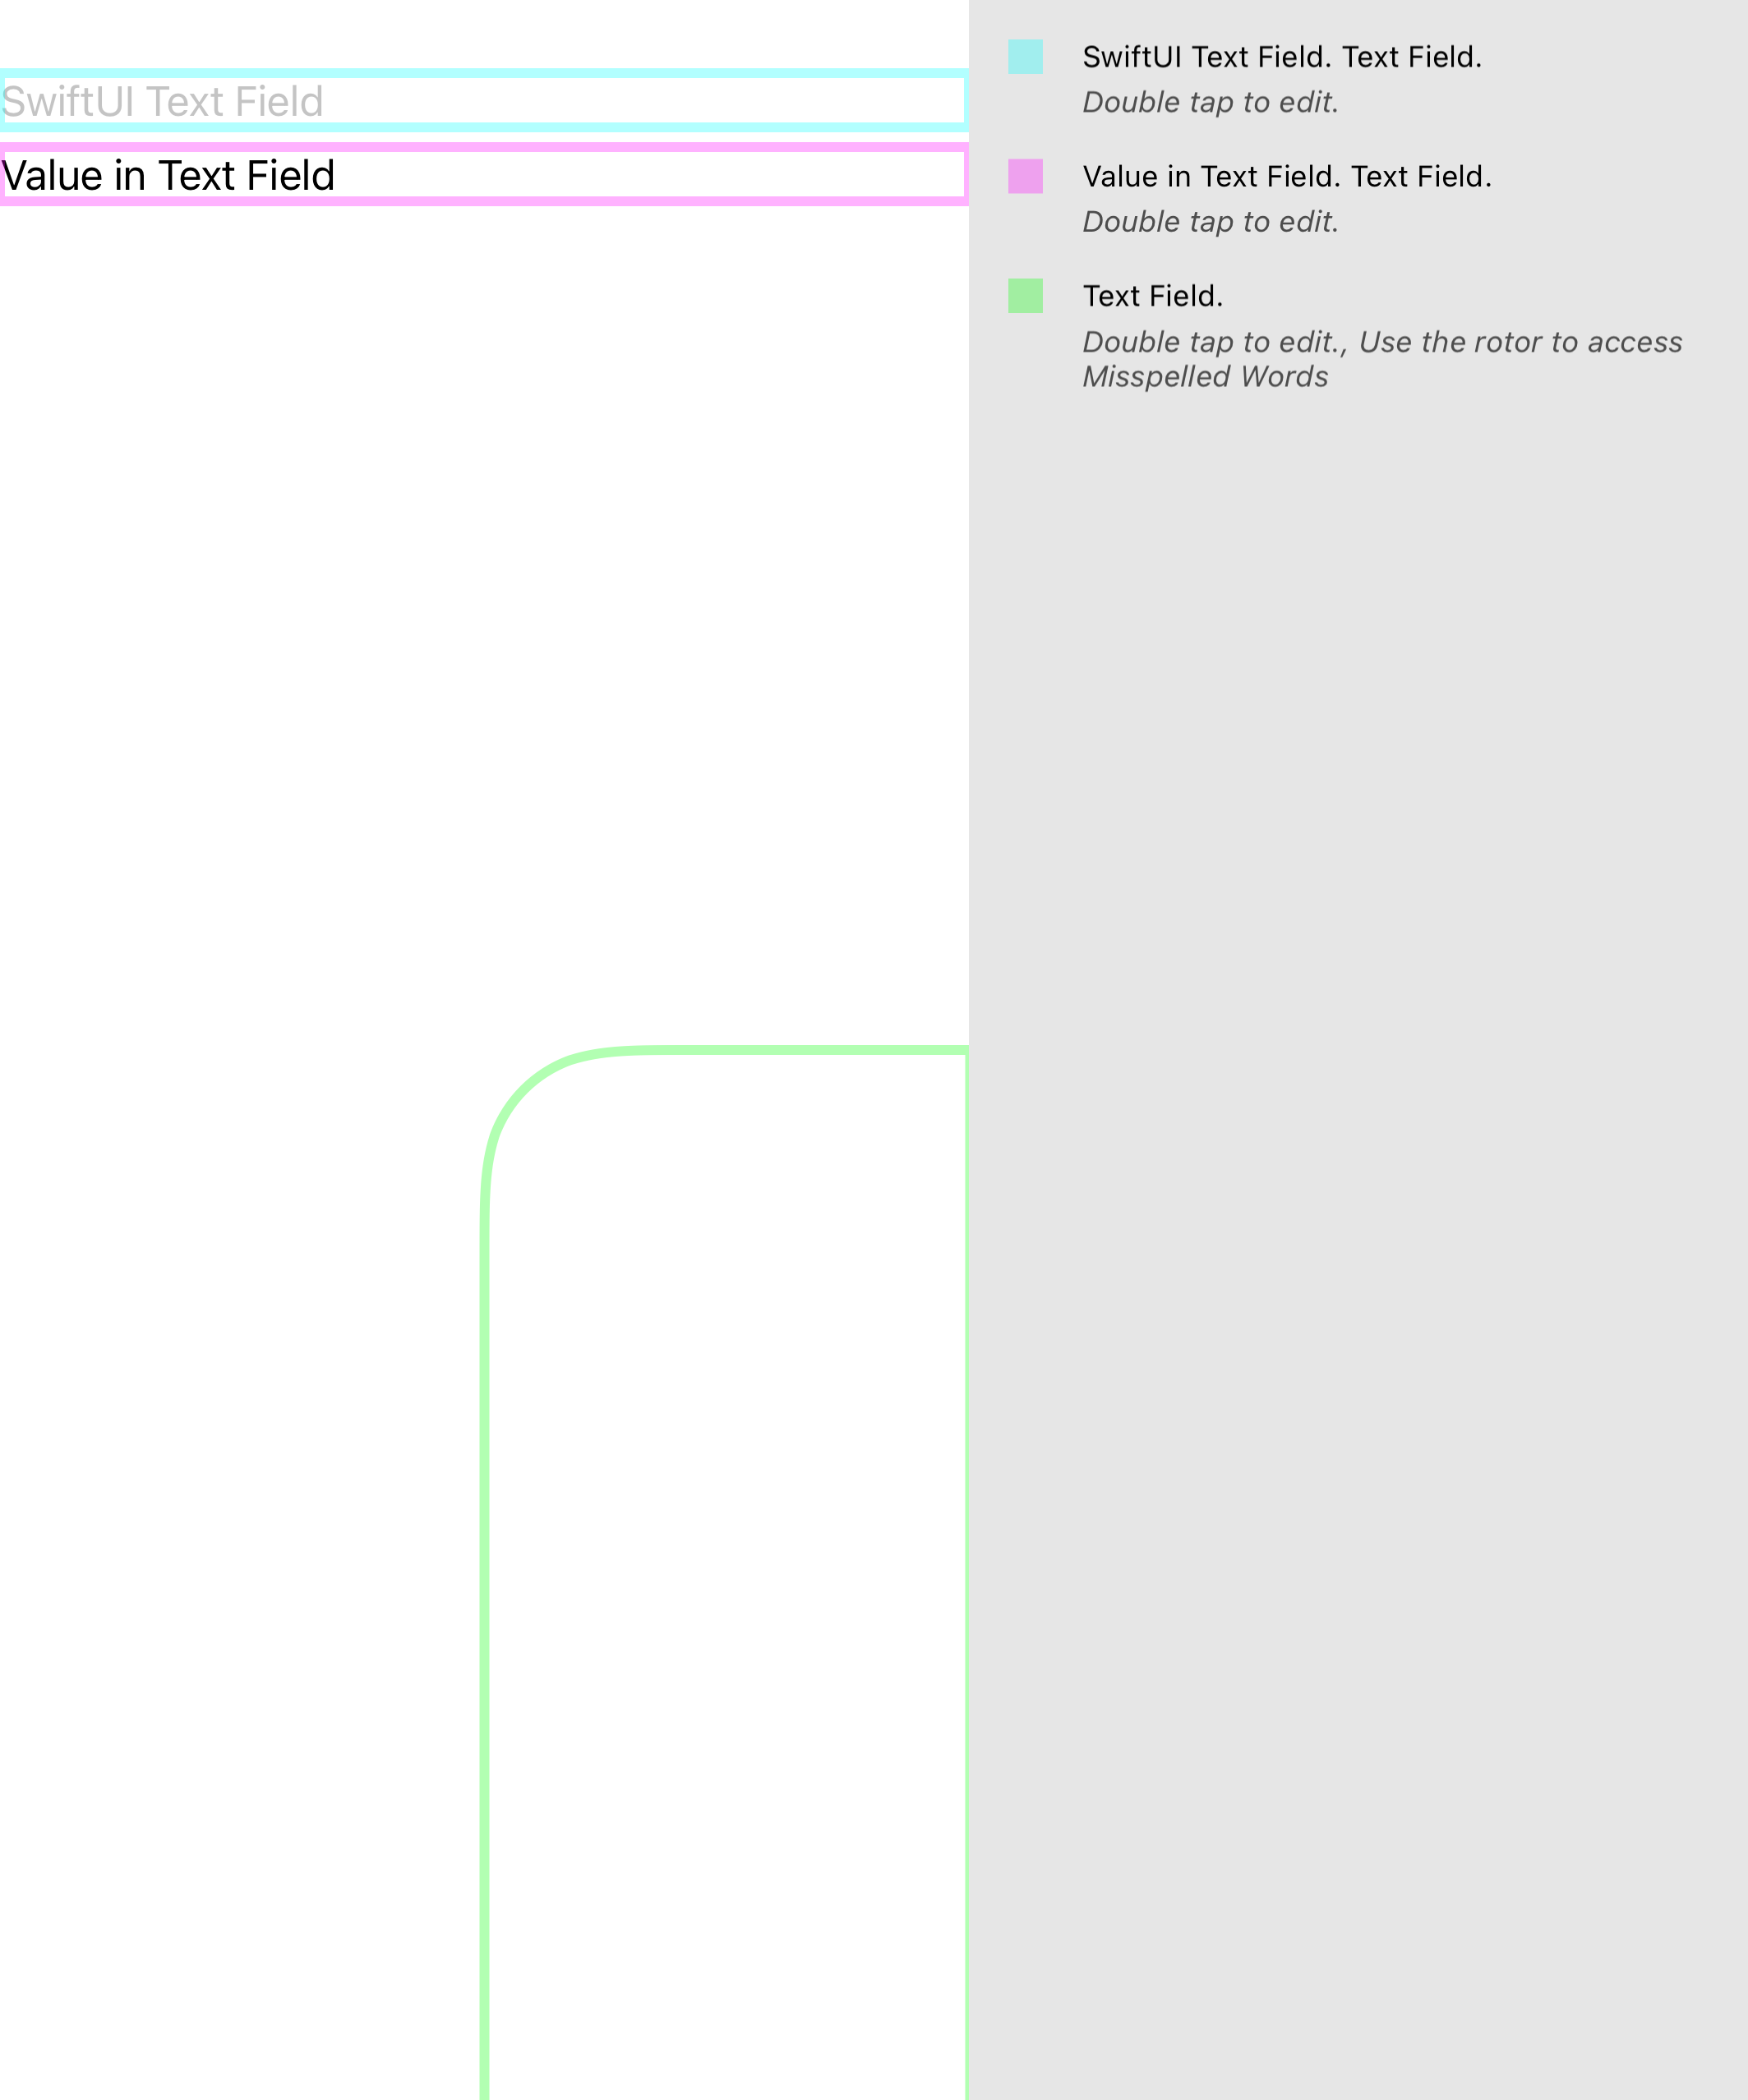 SwiftUI Text Field
Value in Text Field
SwiftUI Text Field. Text Field.
Double tap to edit.
Value in Text Field. Text Field.
Double tap to edit.
Text Field.
Double tap to edit., Use the rotor to access
Misspelled Words